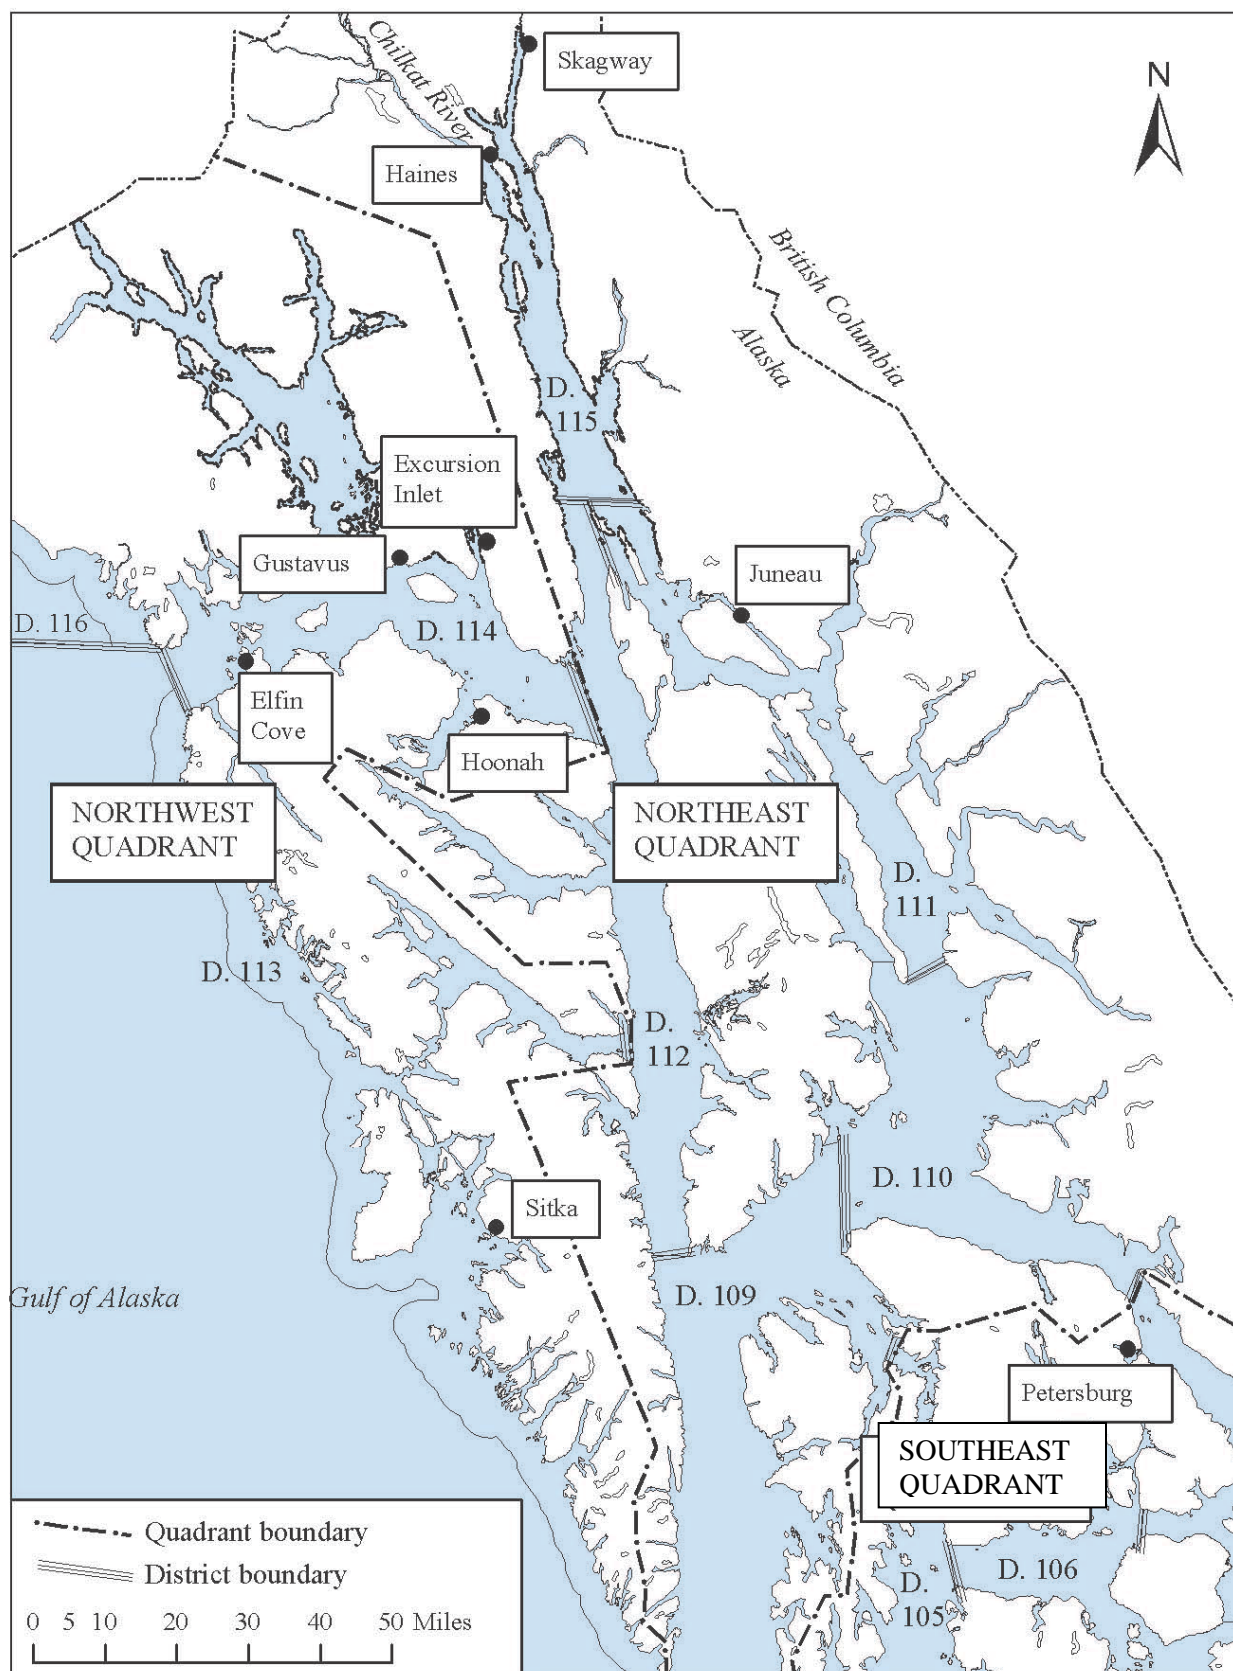 Skagway
Chilkat River
N
Haines
British Columbia
Alaska
D.
115
Excursion
Inlet
Gustavus
Juneau
D. 116
D. 114
Elfin
Cove
Hoonah
NORTHWEST
QUADRANT
NORTHEAST
QUADRANT
D.
111
D. 113
D.
112
D. 110
Sitka
Gulf of Alaska
D. 109
Petersburg
SOUTHEAST
QUADRANT
Quadrant boundary
District boundary
D. 106
D.
105
0 5 10 20 30 40 50 Miles